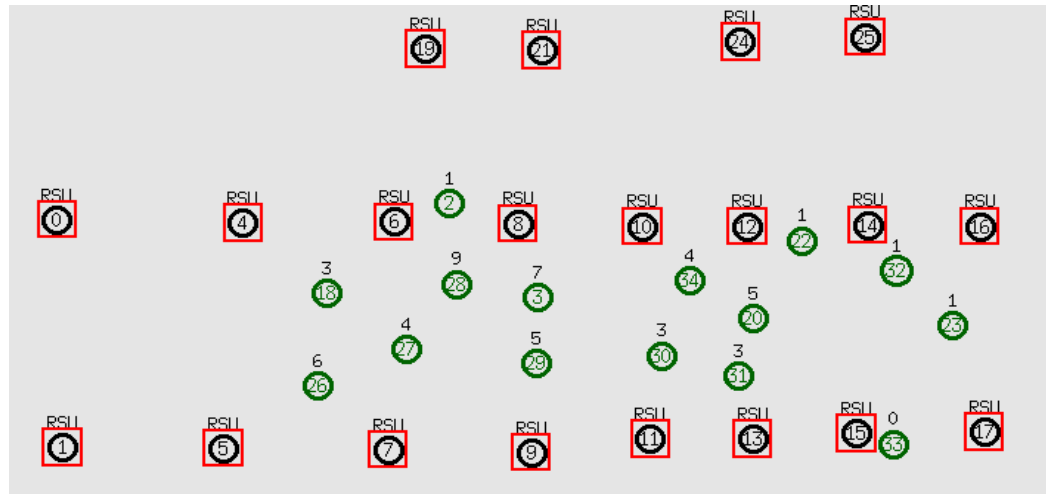 RSU RSU RSU RSU
19 21 24 25
1
RSU RSU RSU RSU RSU RSU RSU RSU
0 4 6 2 8 10 12 14 16
1
22
3 9 7 4 1
18 28 3 34 32
4 5 5 3 1
27 29 20 30 23
6 3
26 31
RSU RSU RSU RSU RSU RSU RSU RSU
0
1 5 7 9 11 13 15 33 17